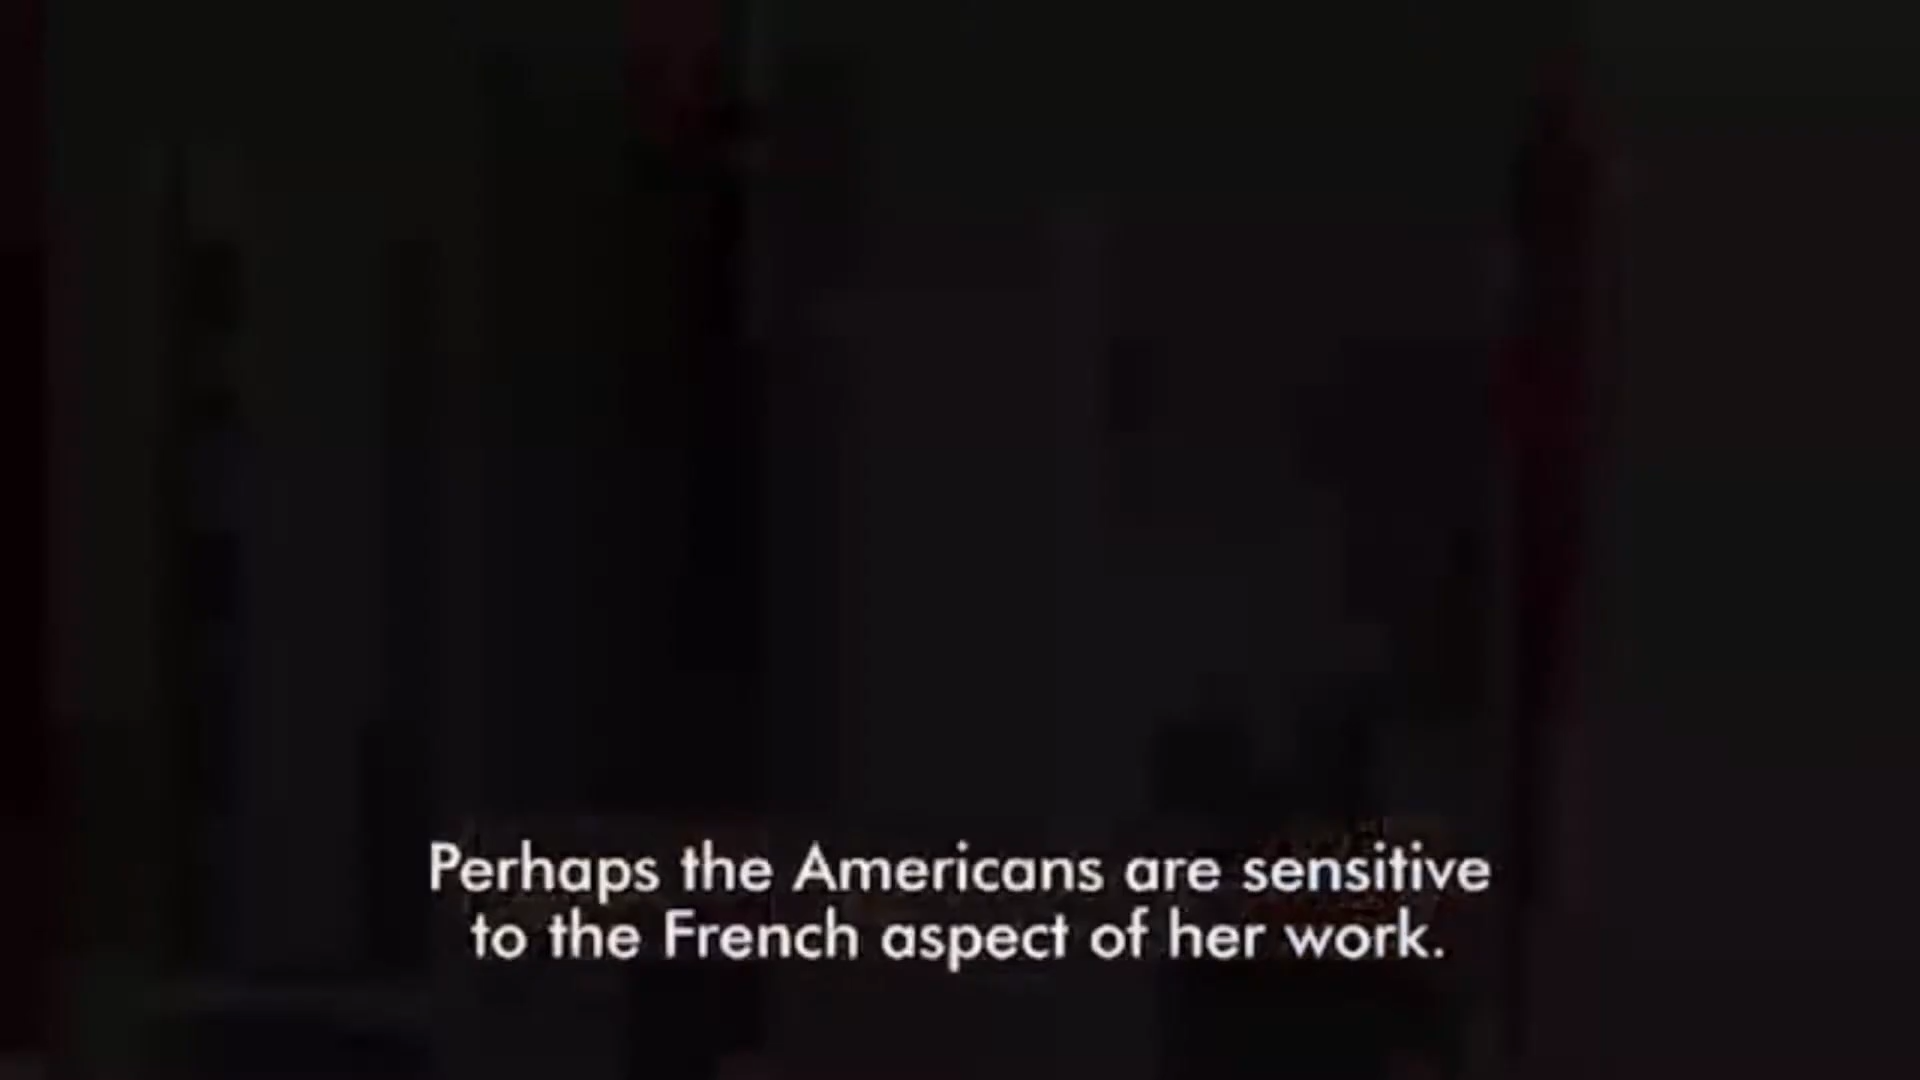 Perhaps the Americans are sensitive
to the French aspect of her work.